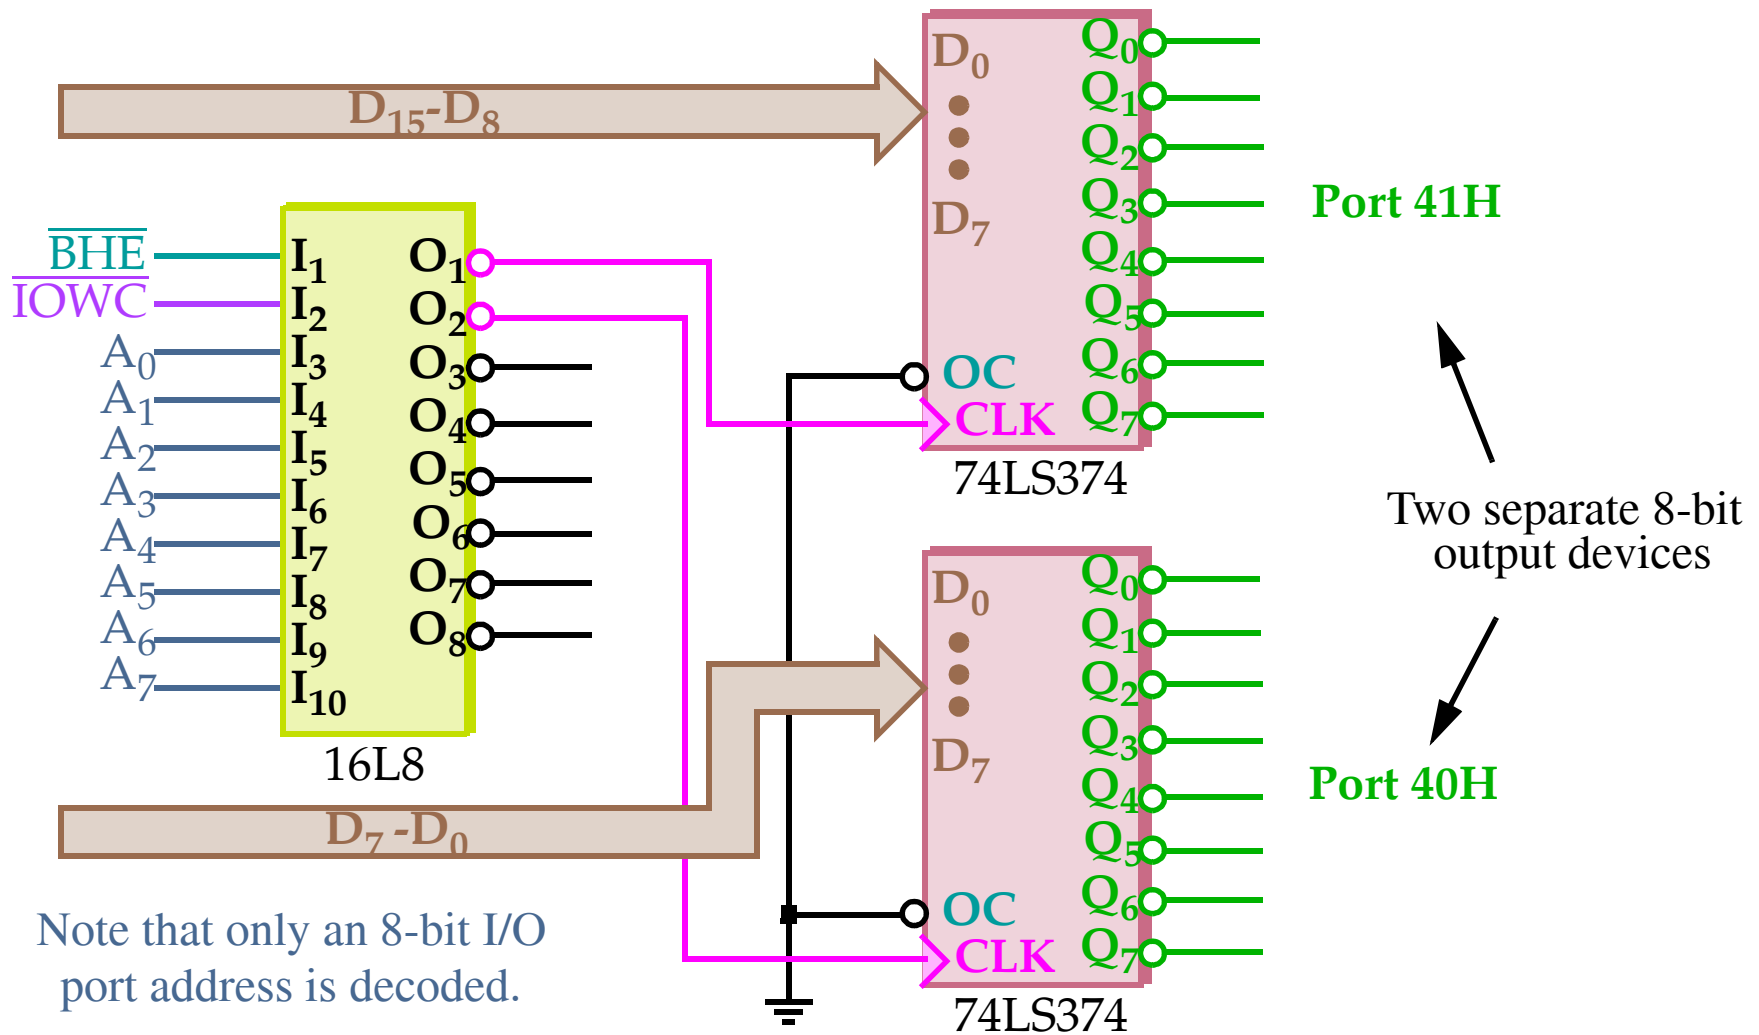 D15-D8
BHE
IOWC
A0
A1
A2
A3
A4
A5
A6
A7
I1
I2
I3
I4
I5
I6
I7
I8
I9
I10
O1
O2
O3
O4
O5
O6
O7
O8
16L8
D7 -D0
Note that only an 8-bit I/O
port address is decoded.
D0
D7
OC
CLK
Q0
Q1
Q2
Q3
Q4
Q5
Q6
Q7
74LS374
Port 41H
Two separate 8-bit
output devices
D0
D7
OC
CLK
Q0
Q1
Q2
Q3
Q4
Q5
Q6
Q7
74LS374
Port 40H